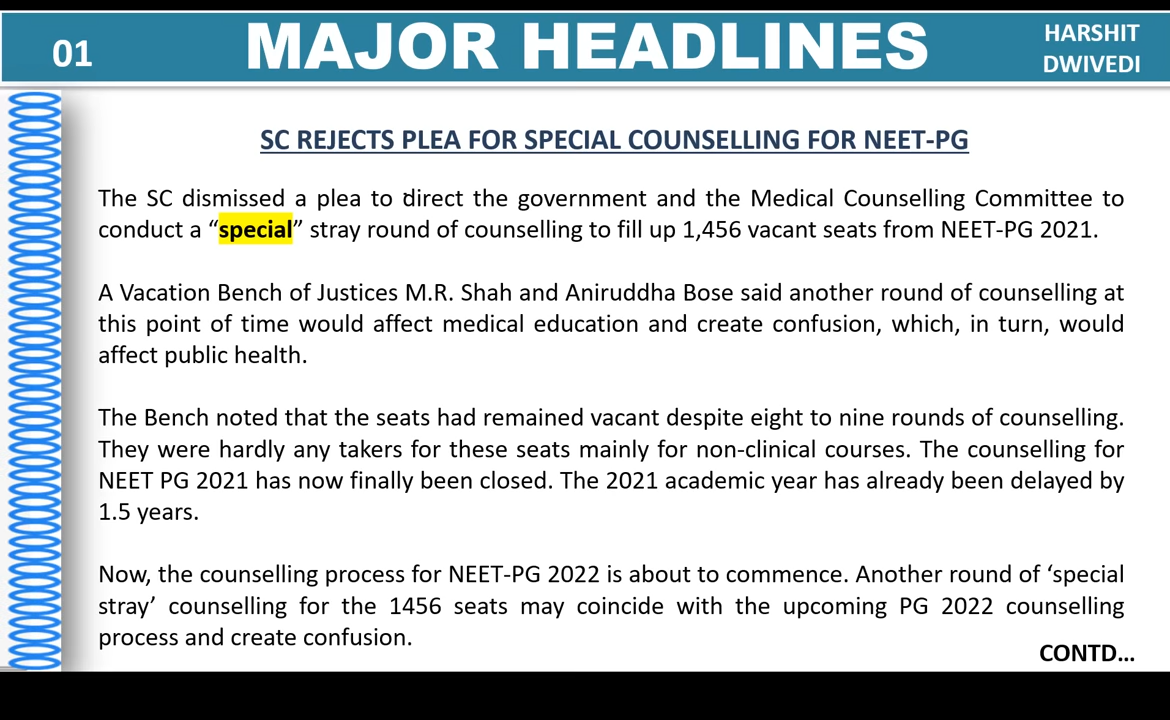 01
MAJOR HEADLINES
HARSHIT
DWIVEDI
SC REJECTS PLEA FOR SPECIAL COUNSELLING FOR NEET-PG
The SC dismissed a plea to direct the government and the Medical Counselling Committee to
conduct a “special” stray round of counselling to fill up 1,456 vacant seats from NEET-PG 2021.
A Vacation Bench of Justices M.R. Shah and Aniruddha Bose said another round of counselling at
this point of time would affect medical education and create confusion, which, in turn, would
affect public health.
The Bench noted that the seats had remained vacant despite eight to nine rounds of counselling.
They were hardly any takers for these seats mainly for non-clinical courses. The counselling for
NEET PG 2021 has now finally been closed. The 2021 academic year has already been delayed by
1.5 years.
Now, the counselling process for NEET-PG 2022 is about to commence. Another round of ‘special
stray’ counselling for the 1456 seats may coincide with the upcoming PG 2022 counselling
process and create confusion.
CONTD...